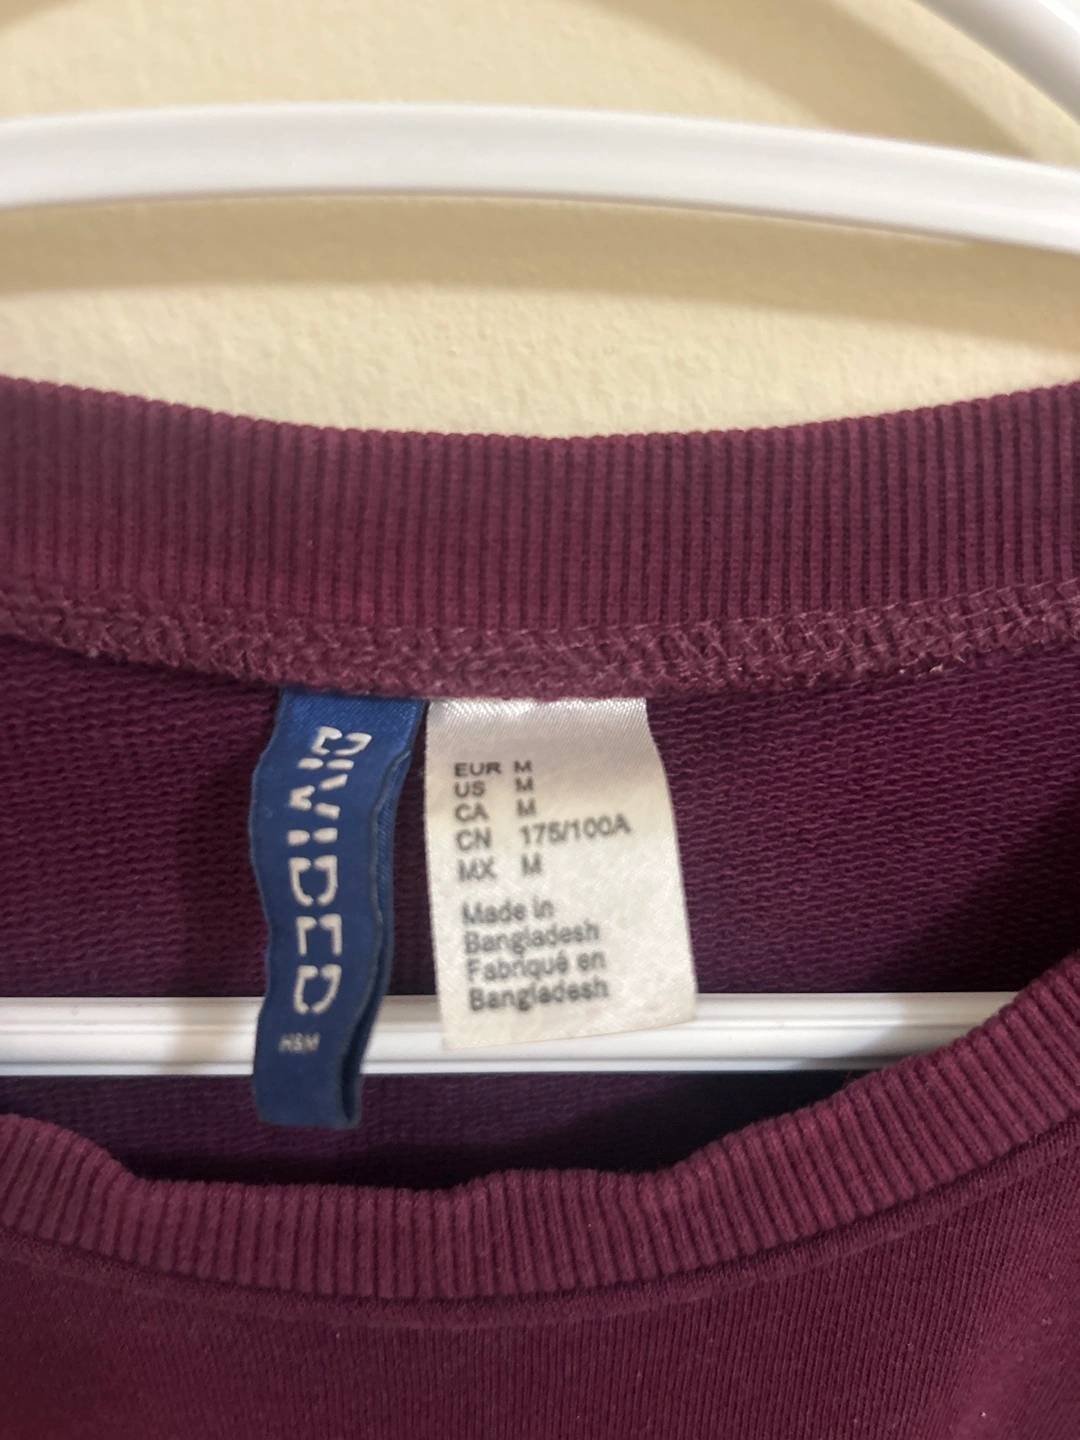 DIVIDED
H&M
EUR M
US M
CA M
CN 175/100A
MX M
Made in
Bangladesh
Fabriqué en
Bangladesh